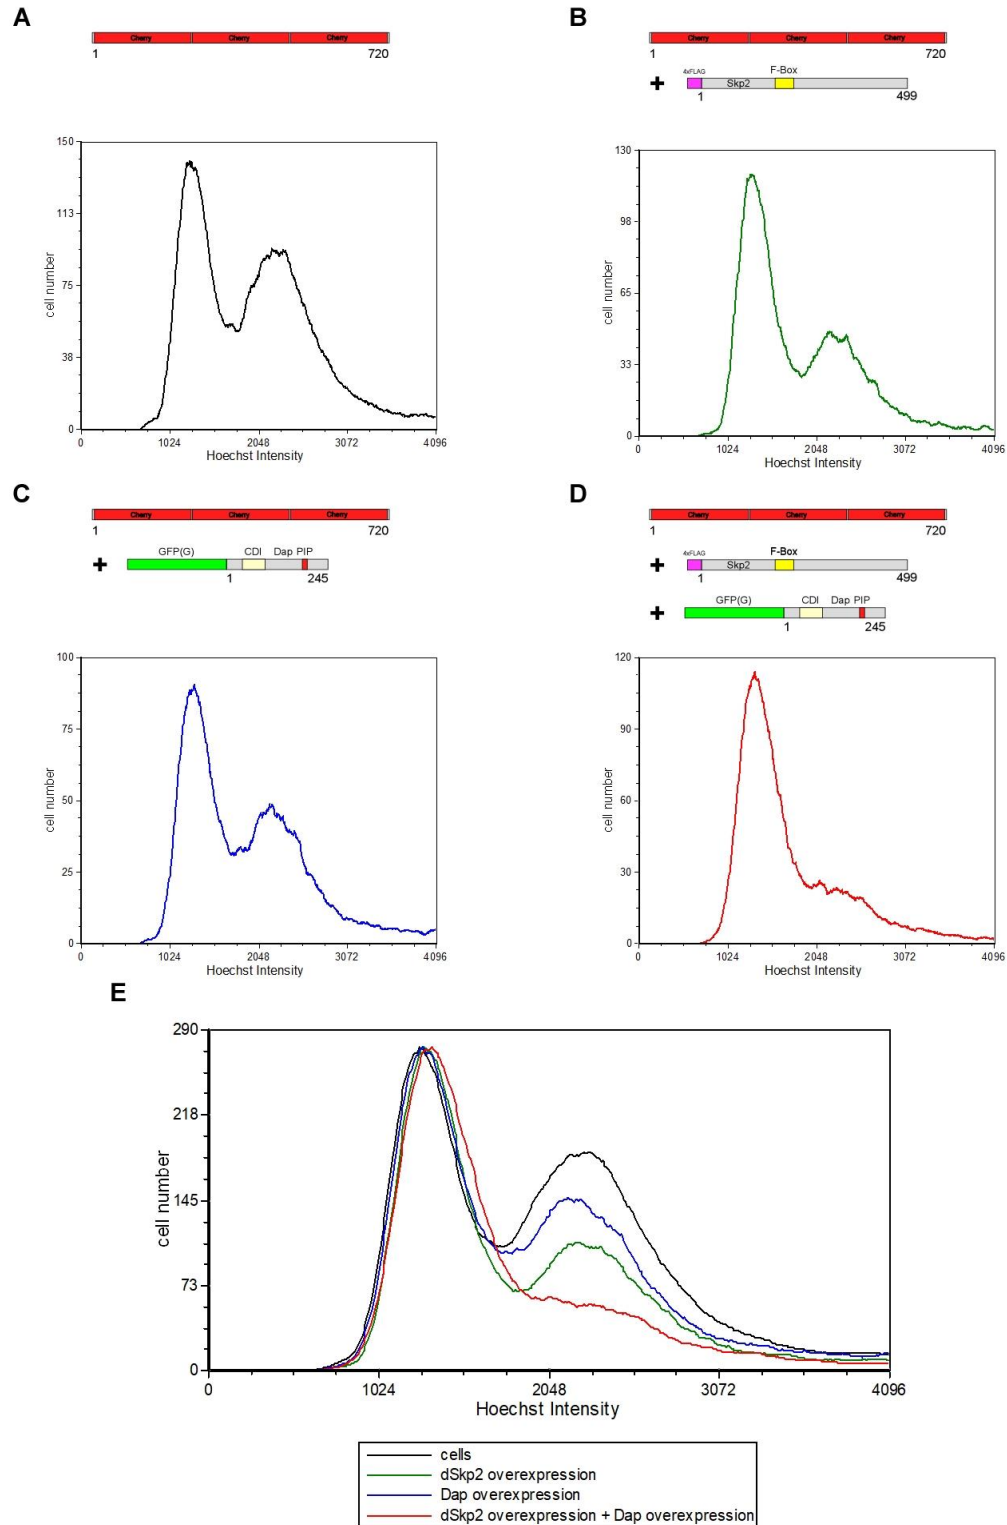 A
Cherry Cherry Cherry
1 720
150
113
75
38
0
cell number
0 1024 2048 3072 4096
Hoechst Intensity
B
Cherry Cherry Cherry
1 720
+
4xFLAG F-Box
Skp2
1 499
130
98
65
33
0
cell number
0 1024 2048 3072 4096
Hoechst Intensity
C
Cherry Cherry Cherry
1 720
+
GFP(G) CDI Dap PIP
1 245
100
75
50
25
0
cell number
0 1024 2048 3072 4096
Hoechst Intensity
D
Cherry Cherry Cherry
1 720
+
4xFLAG F-Box
Skp2
1 499
+
GFP(G) CDI Dap PIP
1 245
120
90
60
30
0
cell number
0 1024 2048 3072 4096
Hoechst Intensity
E
290
218
145
73
0
cell number
0 1024 2048 3072 4096
Hoechst Intensity
cells
dSkp2 overexpression
Dap overexpression
dSkp2 overexpression + Dap overexpression